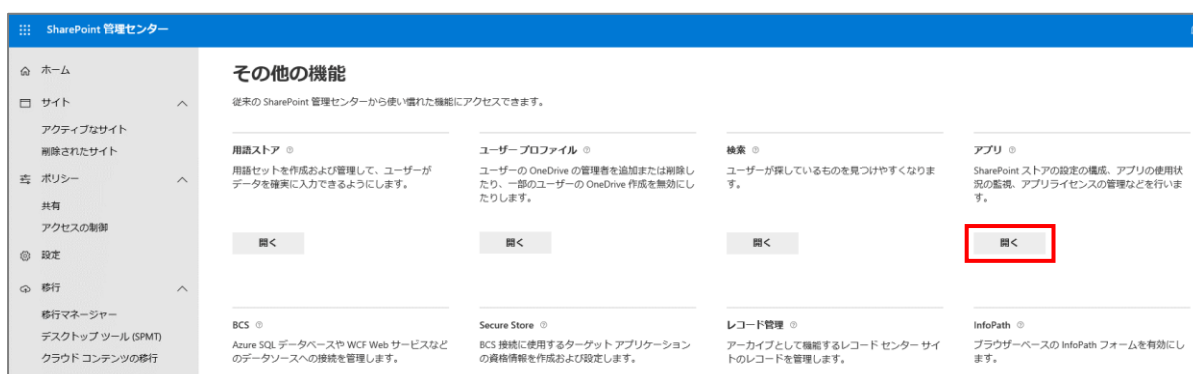 SharePoint 管理センター
ホーム
サイト
アクティブなサイト
削除されたサイト
ポリシー
共有
アクセスの制御
設定
移行
移行マネージャー
デスクトップ ツール (SPMT)
クラウド コンテンツの移行
その他の機能
従来の SharePoint 管理センターから使い慣れた機能にアクセスできます。
用語ストア
用語セットを作成および管理して、ユーザーが
データを確実に入力できるようにします。
開く
ユーザー プロファイル
ユーザーの OneDrive の管理者を追加または削除し
たり、一部のユーザーの OneDrive 作成を無効にし
たりします。
開く
検索
ユーザーが探しているものを見つけやすくなりま
す。
開く
アプリ
SharePoint ストアの設定の構成、アプリの使用状
況の監視、アプリライセンスの管理などを行いま
す。
開く
BCS
Azure SQL データベースや WCF Web サービスなど
のデータソースへの接続を管理します。
Secure Store
BCS 接続に使用するターゲット アプリケーション
の資格情報を作成および設定します。
レコード管理
アーカイブとして機能するレコード センター サイ
トのレコードを管理します。
InfoPath
ブラウザーベースの InfoPath フォームを有効にし
ます。